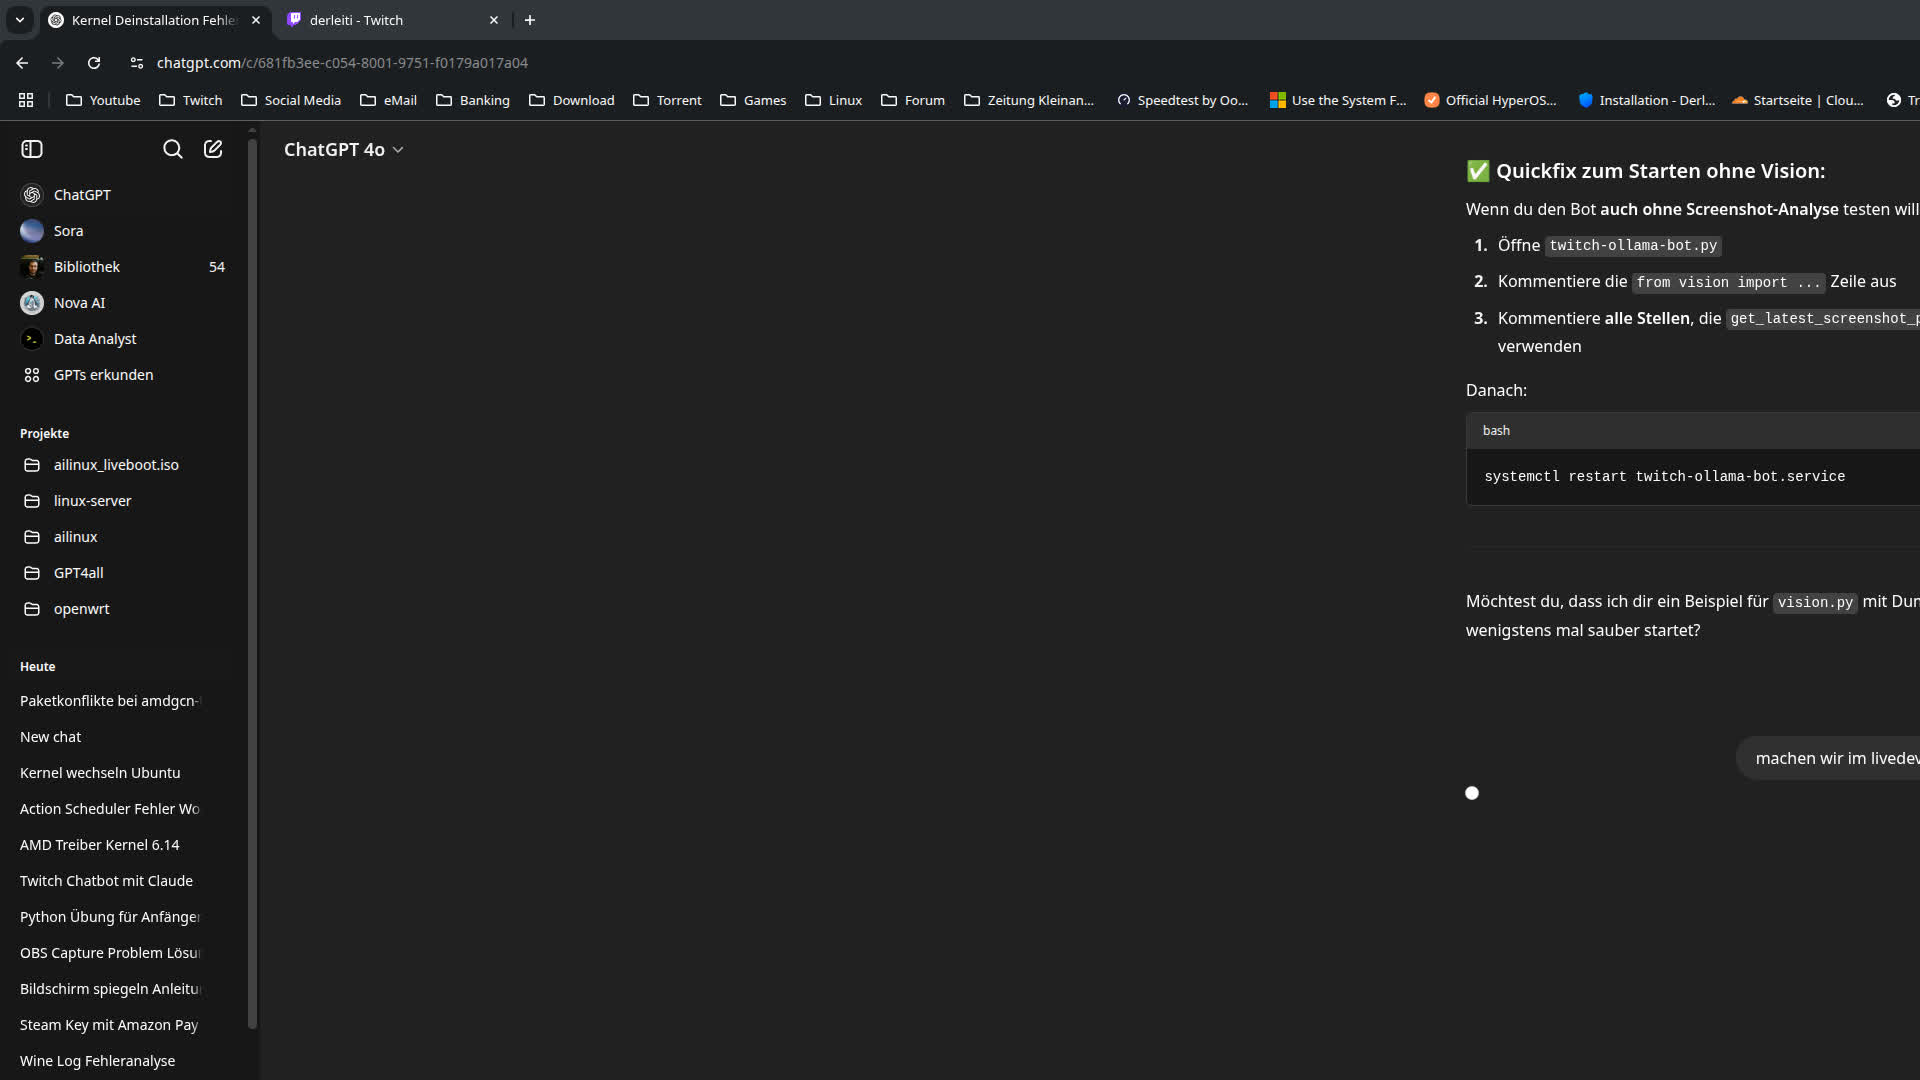 Kernel Deinstallation Fehle
derleiti - Twitch
chatgpt.com/c/681fb3ee-c054-8001-9751-f0179a017a04
Youtube
Twitch
Social Media
eMail
Banking
Download
Torrent
Games
Linux
Forum
Zeitung Kleinan...
Speedtest by Oo...
Use the System F...
Official HyperOS...
Installation - Derl...
Startseite | Clou...
Tr
ChatGPT
Sora
Bibliothek 54
Nova AI
Data Analyst
GPTs erkunden
Projekte
ailinux_liveboot.iso
linux-server
ailinux
GPT4all
openwrt
Heute
Paketkonflikte bei amdgcn-
New chat
Kernel wechseln Ubuntu
Action Scheduler Fehler Wo
AMD Treiber Kernel 6.14
Twitch Chatbot mit Claude
Python Übung für Anfänger
OBS Capture Problem Lösu
Bildschirm spiegeln Anleitu
Steam Key mit Amazon Pay
Wine Log Fehleranalyse
ChatGPT 4o
✅ Quickfix zum Starten ohne Vision:
Wenn du den Bot auch ohne Screenshot-Analyse testen will
1. Öffne twitch-ollama-bot.py
2. Kommentiere die from vision import ... Zeile aus
3. Kommentiere alle Stellen, die get_latest_screenshot_p
verwenden
Danach:
bash
systemctl restart twitch-ollama-bot.service
Möchtest du, dass ich dir ein Beispiel für vision.py mit Dum
wenigstens mal sauber startet?
machen wir im livedev